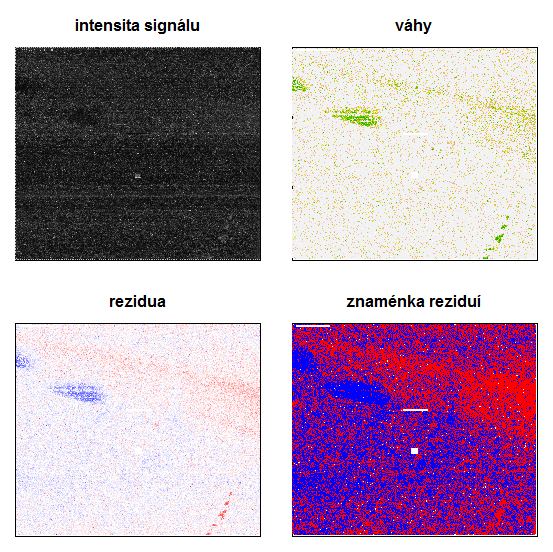 intensita signálu
váhy
rezidua
znaménka reziduí